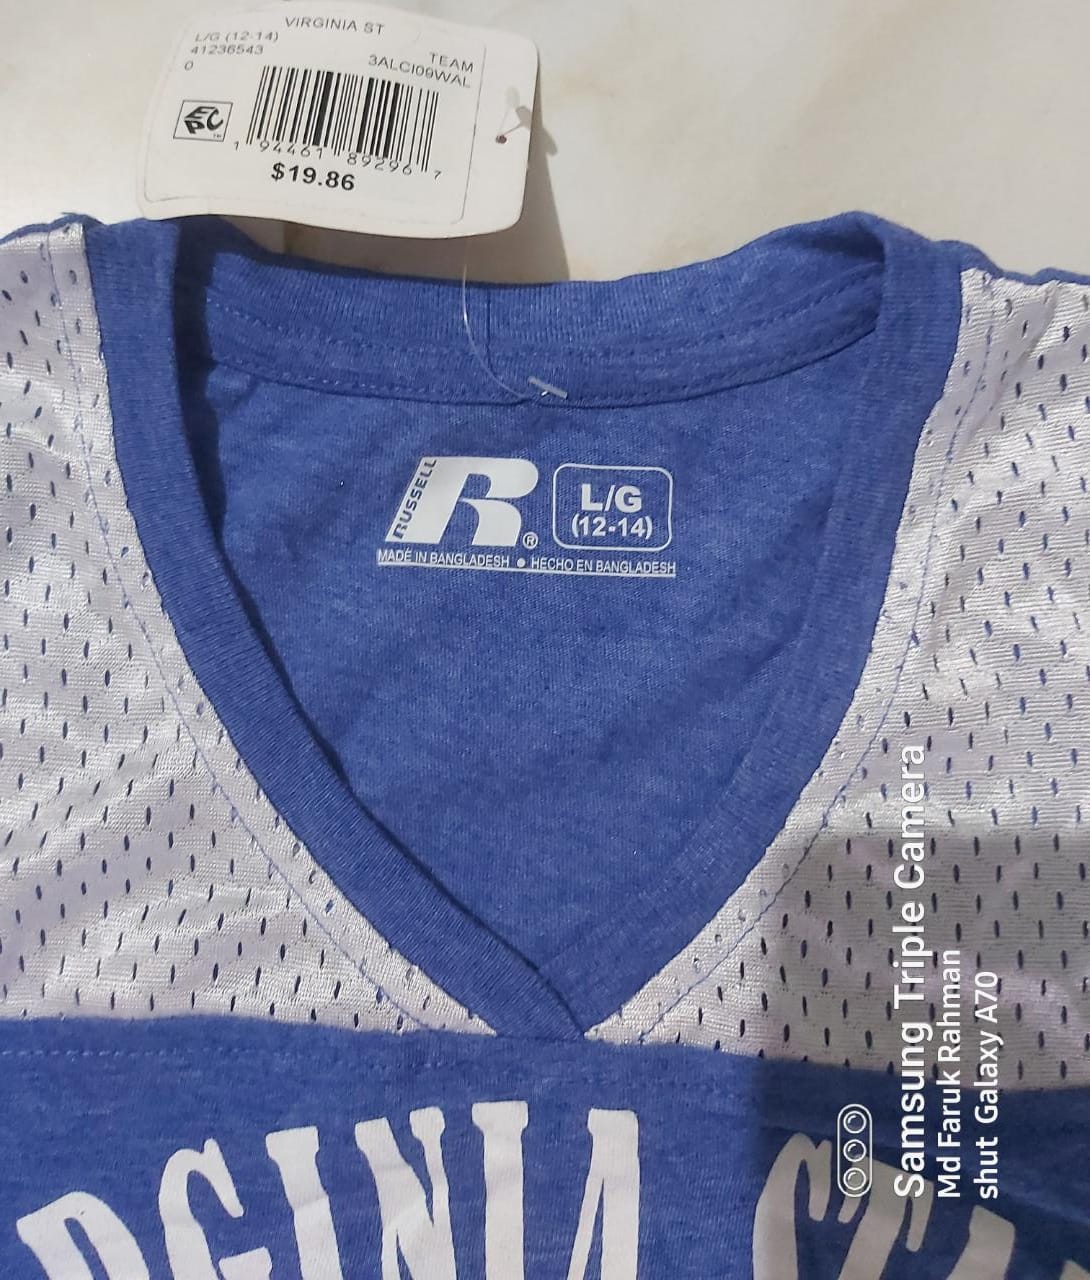 VIRGINIA ST
L/G (12-14)
41236543
TEAM
0
3ALCI09WAL
EPC
1 94461 89296 7
$19.86
RUSSELL
R®
L/G
(12-14)
MADE IN BANGLADESH ● HECHO EN BANGLADESH
RGINIA STA
Samsung Triple Camera
Md Faruk Rahman
shut Galaxy A70